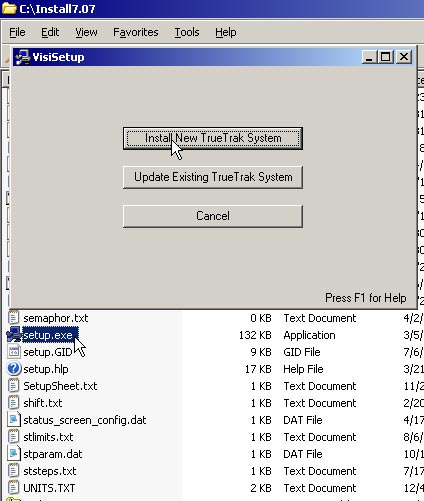 C:\Install7.07
File Edit View Favorites Tools Help
VisiSetup
Install New TrueTrak System
Update Existing TrueTrak System
Cancel
Press F1 for Help
semaphor.txt 0 KB Text Document 4/2/
setup.exe 132 KB Application 3/5/
setup.GID 9 KB GID File 7/6/
setup.hlp 17 KB Help File 3/21
SetupSheet.txt 1 KB Text Document 11/2
shift.txt 1 KB Text Document 2/20
status_screen_config.dat 1 KB DAT File 4/17
stlimits.txt 1 KB Text Document 8/6/
stparam.dat 1 KB DAT File 10/1
ststeps.txt 1 KB Text Document 4/17
UNITS.TXT 2 KB Text Document 12/4